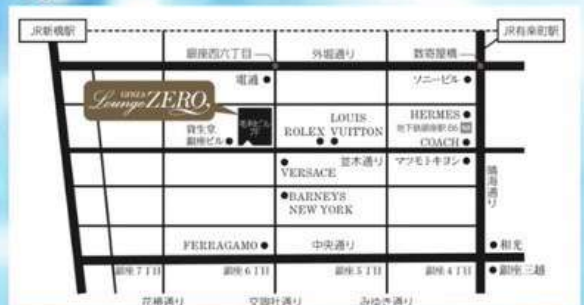 JR新橋駅
JR有楽町駅
銀座西六丁目
外堀通り
数寄屋橋
電通
ソニービル
GINZA
Lounge ZERO
毛利ビル
7F
資生堂
銀座ビル
LOUIS
ROLEX VUITTON
HERMES
地下鉄銀座駅 B6
COACH
並木通り
マツモトキヨシ
VERSACE
晴海通り
BARNEYS
NEW YORK
FERRAGAMO
中央通り
和光
銀座7丁目
銀座6丁目
銀座5丁目
銀座4丁目
銀座三越
花椿通り
交詢社通り
みゆき通り